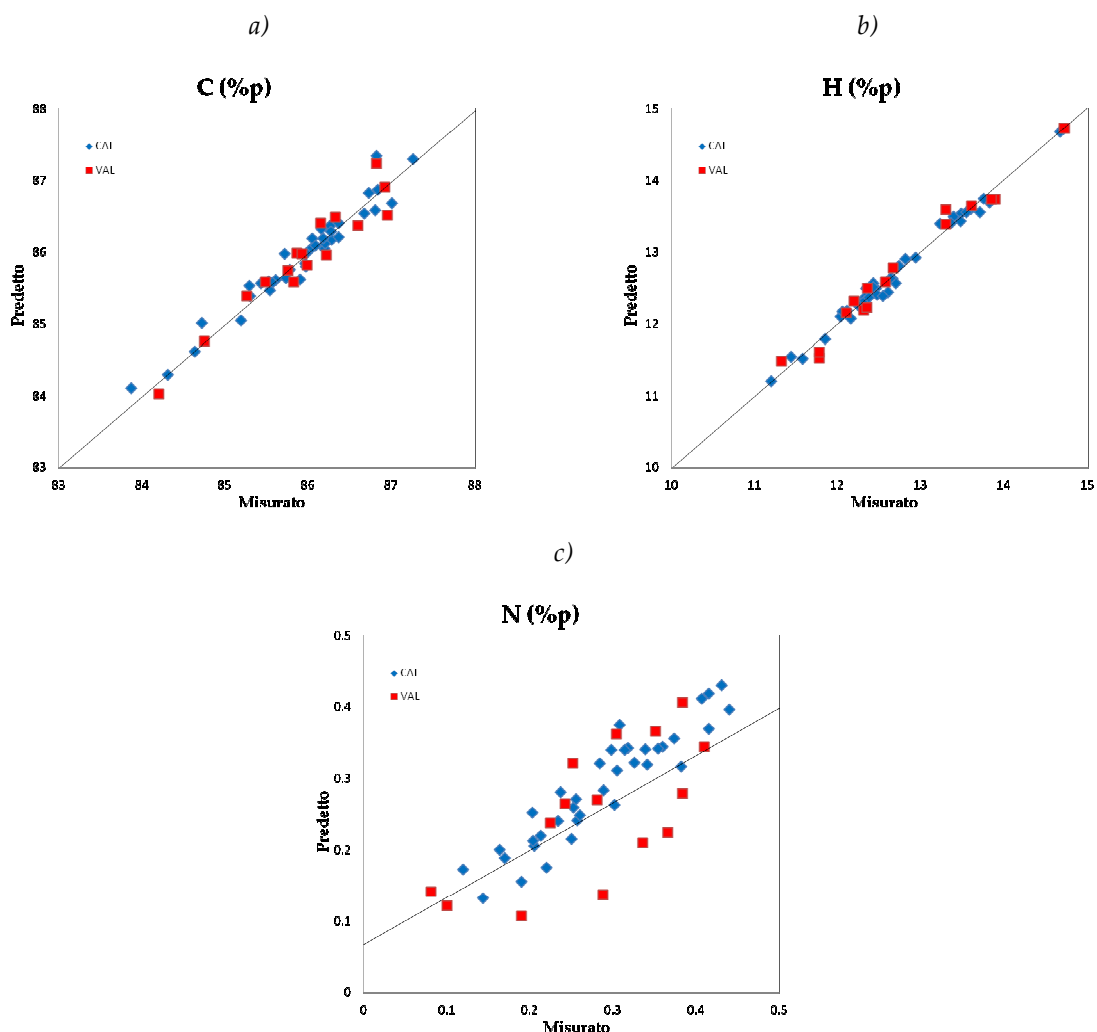 a)
b)
C (%p)
H (%p)
88
87
86
85
84
83
Predetto
CAL
VAL
83 84 85 86 87 88
Misurato
15
14
13
12
11
10
Predetto
CAL
VAL
10 11 12 13 14 15
Misurato
c)
N (%p)
0.5
0.4
0.3
0.2
0.1
0
Predetto
CAL
VAL
0 0.1 0.2 0.3 0.4 0.5
Misurato